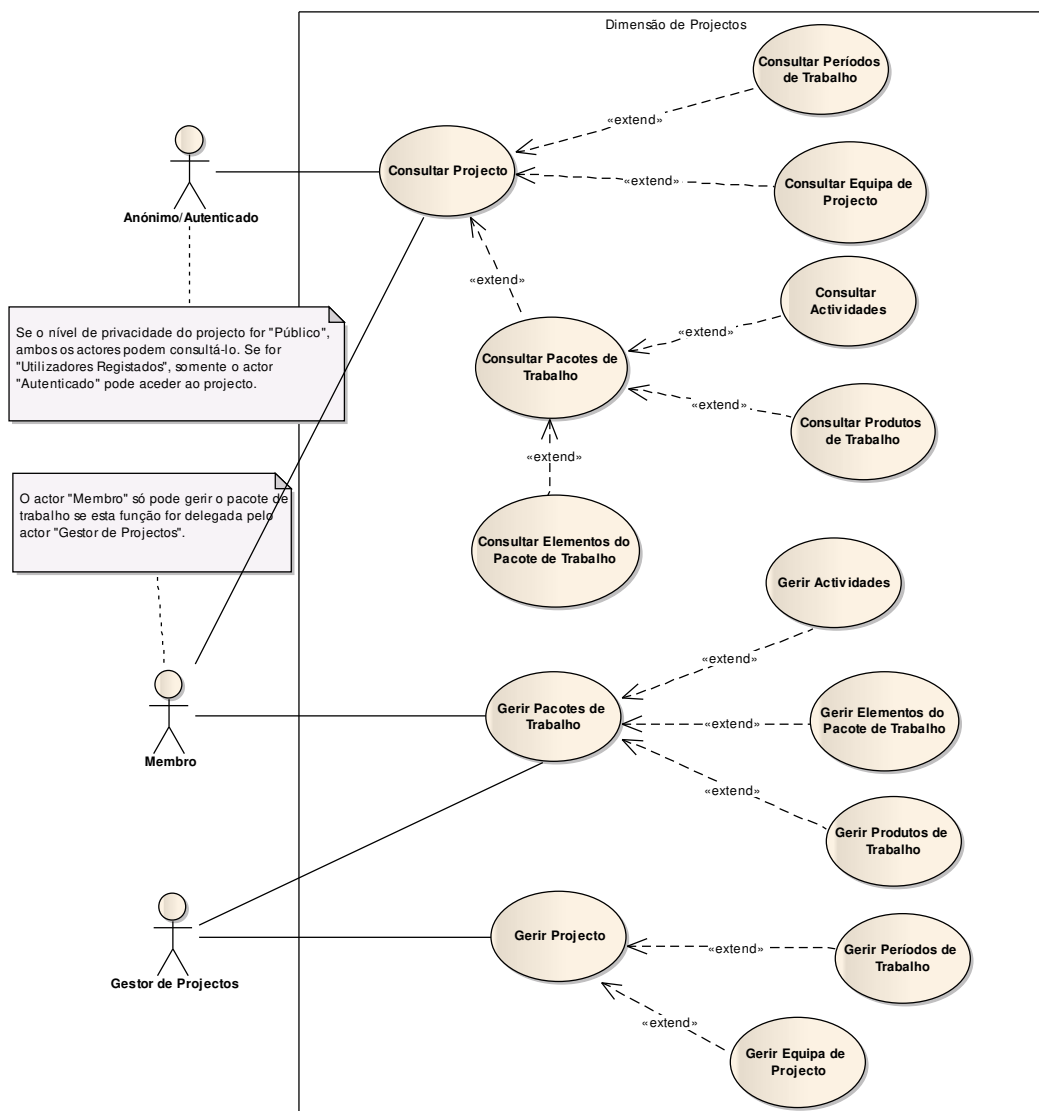 Dimensão de Projectos
Consultar Períodos
de Trabalho
«extend»
Consultar Projecto
Anónimo/Autenticado
«extend»
Consultar Equipa de
Projecto
«extend»
Consultar
Actividades
Se o nível de privacidade do projecto for "Público",
ambos os actores podem consultá-lo. Se for
"Utilizadores Registados", somente o actor
"Autenticado" pode aceder ao projecto.
«extend»
Consultar Pacotes de
Trabalho
«extend»
Consultar Produtos
de Trabalho
«extend»
O actor "Membro" só pode gerir o pacote de
trabalho se esta função for delegada pelo
actor "Gestor de Projectos".
Consultar Elementos do
Pacote de Trabalho
Gerir Actividades
«extend»
Membro
Gerir Pacotes de
Trabalho
«extend»
Gerir Elementos do
Pacote de Trabalho
«extend»
Gerir Produtos de
Trabalho
Gestor de Projectos
Gerir Projecto
«extend»
Gerir Períodos de
Trabalho
«extend»
Gerir Equipa de
Projecto